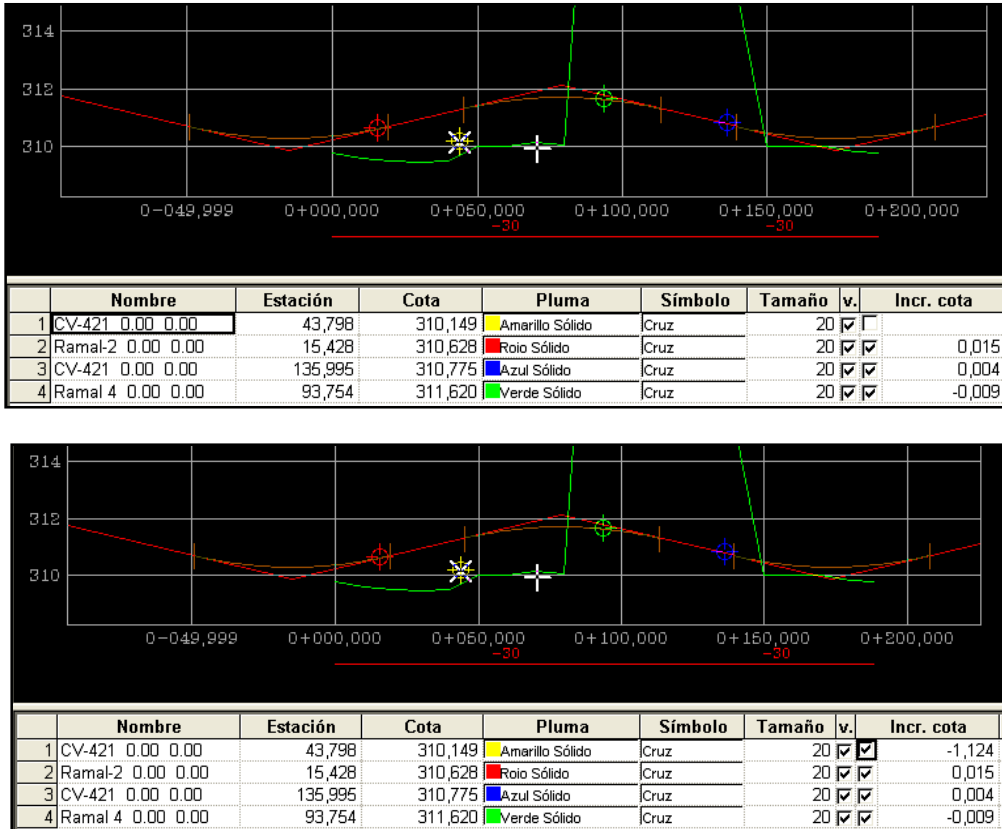 314
312
310
0-049,999 0+000,000 0+050,000 0+100,000 0+150,000 0+200,000
-30 -30
Nombre Estación Cota Pluma Símbolo Tamaño v. Incr. cota
1 CV-421 0.00 0.00 43,798 310,149 Amarillo Sólido Cruz 20
2 Ramal-2 0.00 0.00 15,428 310,628 Roio Sólido Cruz 20 0,015
3 CV-421 0.00 0.00 135,995 310,775 Azul Sólido Cruz 20 0,004
4 Ramal 4 0.00 0.00 93,754 311,620 Verde Sólido Cruz 20 -0,009
314
312
310
0-049,999 0+000,000 0+050,000 0+100,000 0+150,000 0+200,000
-30 -30
Nombre Estación Cota Pluma Símbolo Tamaño v. Incr. cota
1 CV-421 0.00 0.00 43,798 310,149 Amarillo Sólido Cruz 20 -1,124
2 Ramal-2 0.00 0.00 15,428 310,628 Roio Sólido Cruz 20 0,015
3 CV-421 0.00 0.00 135,995 310,775 Azul Sólido Cruz 20 0,004
4 Ramal 4 0.00 0.00 93,754 311,620 Verde Sólido Cruz 20 -0,009